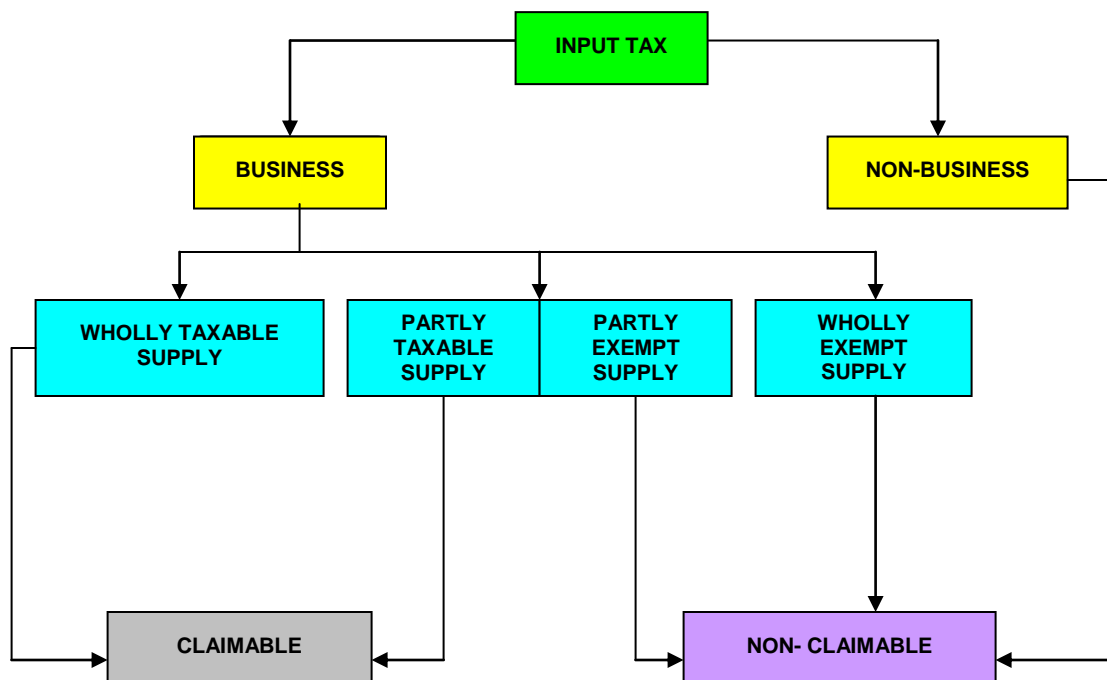 INPUT TAX
BUSINESS
NON-BUSINESS
WHOLLY TAXABLE
SUPPLY
PARTLY
TAXABLE
SUPPLY
PARTLY
EXEMPT
SUPPLY
WHOLLY
EXEMPT
SUPPLY
CLAIMABLE
NON- CLAIMABLE